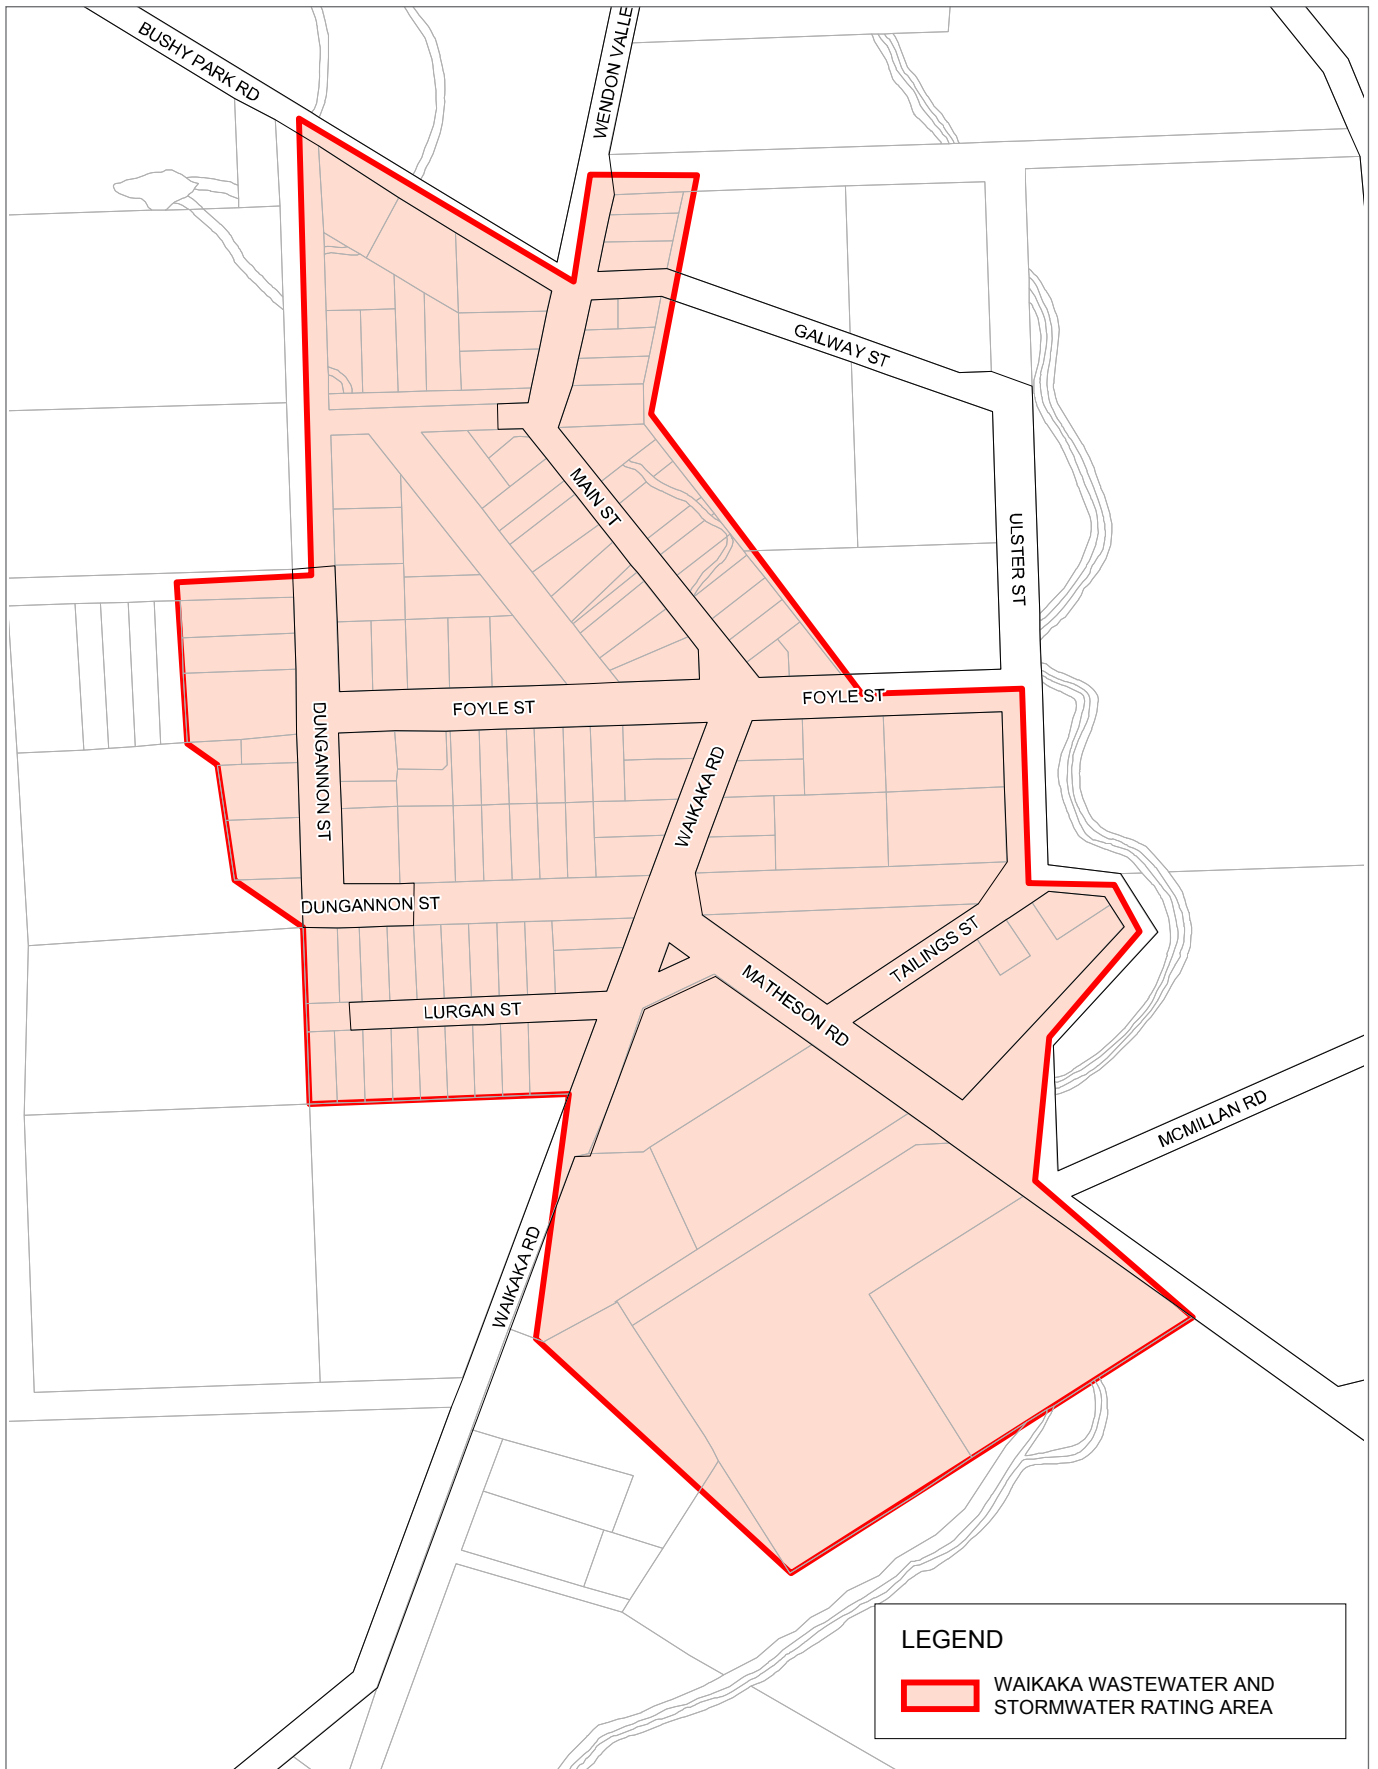 BUSHY PARK RD
WENDON VALLE
GALWAY ST
MAIN ST
ULSTER ST
FOYLE ST
FOYLE ST
DUNGANNON ST
WAIKAKA RD
DUNGANNON ST
TAILINGS ST
MATHESON RD
LURGAN ST
MCMILLAN RD
WAIKAKA RD
LEGEND
WAIKAKA WASTEWATER AND
STORMWATER RATING AREA